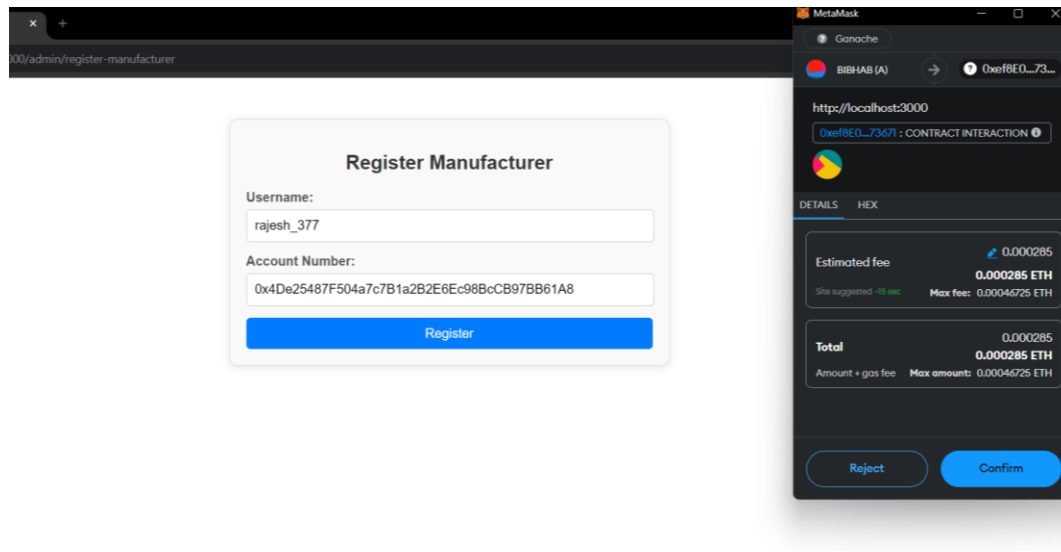 × +
000/admin/register-manufacturer
Register Manufacturer
Username:
rajesh_377
Account Number:
0x4De25487F504a7c7B1a2B2E6Ec98BcCB97BB61A8
Register
MetaMask
Ganache
BIBHAB (A) → 0xef8E0...73...
http://localhost:3000
0xef8E0...73671 : CONTRACT INTERACTION
DETAILS HEX
Estimated fee 0.000285
0.000285 ETH
Site suggested ~15 sec Max fee: 0.00046725 ETH
Total 0.000285
0.000285 ETH
Amount + gas fee Max amount: 0.00046725 ETH
Reject Confirm